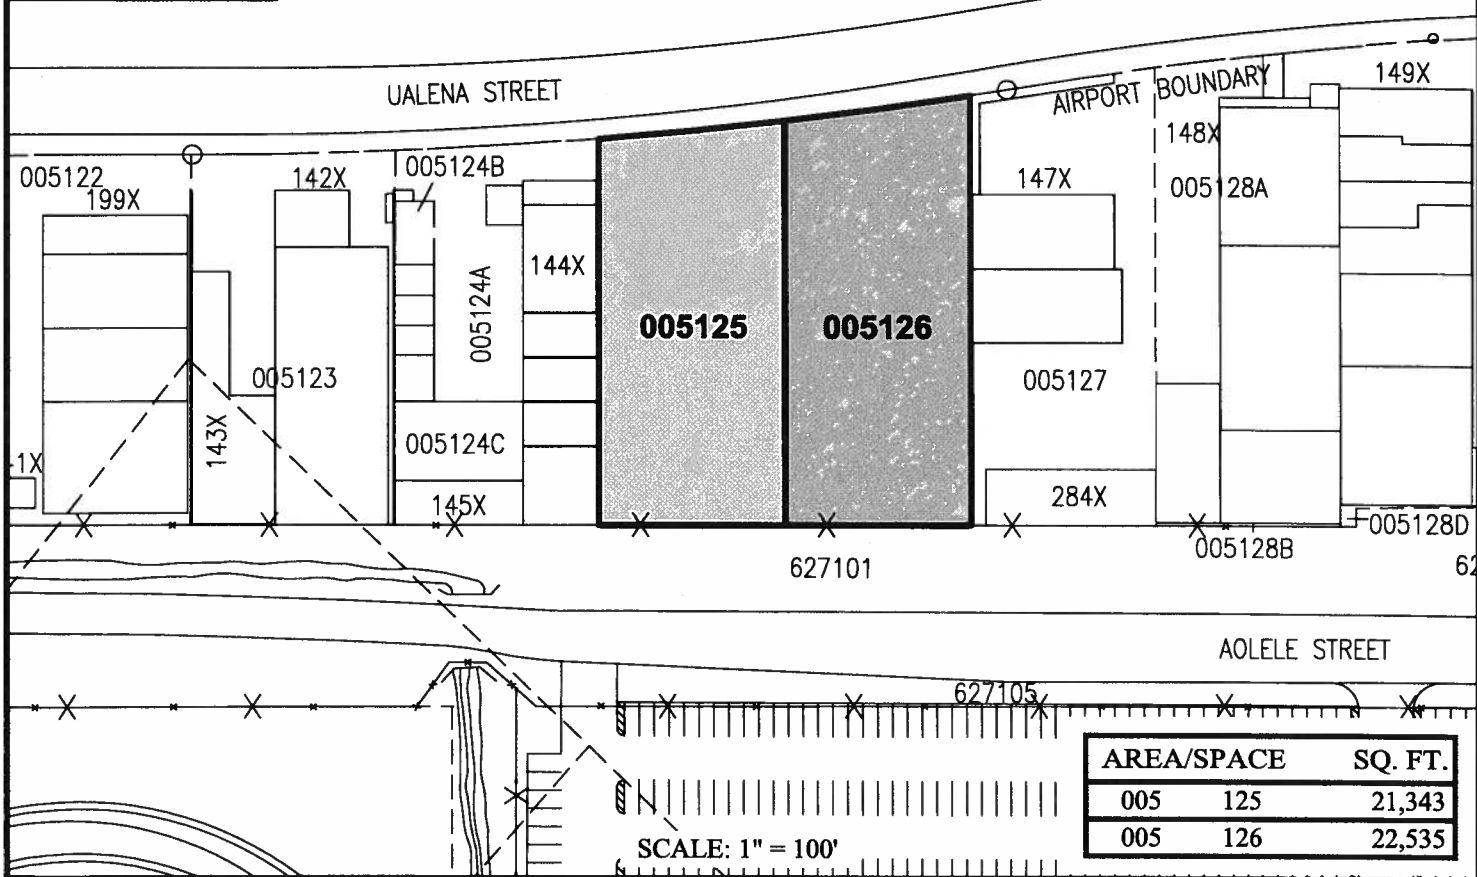 UALENA STREET
AIRPORT BOUNDARY
149X
148X
005122
199X
142X
005124B
147X
005128A
144X
005124A
005125
005126
005123
005127
143X
005124C
1X
145X
284X
005128D
005128B
627101
62
AOLELE STREET
627105
AREA/SPACE SQ. FT.
005 125 21,343
005 126 22,535
SCALE: 1" = 100'